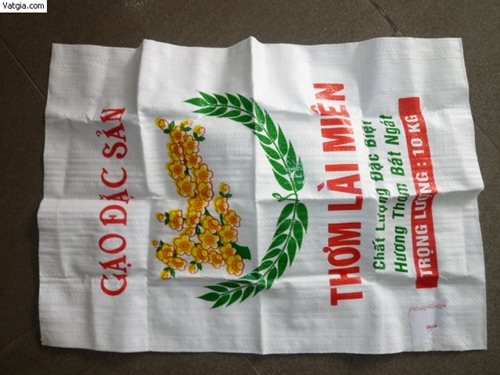 Vatgia.com
GẠO ĐẶC SẢN
THƠM LÀI MIÊN
Chất Lượng Đặc Biệt
Hương Thơm Bát Ngát
TRỌNG LƯỢNG : 10 KG